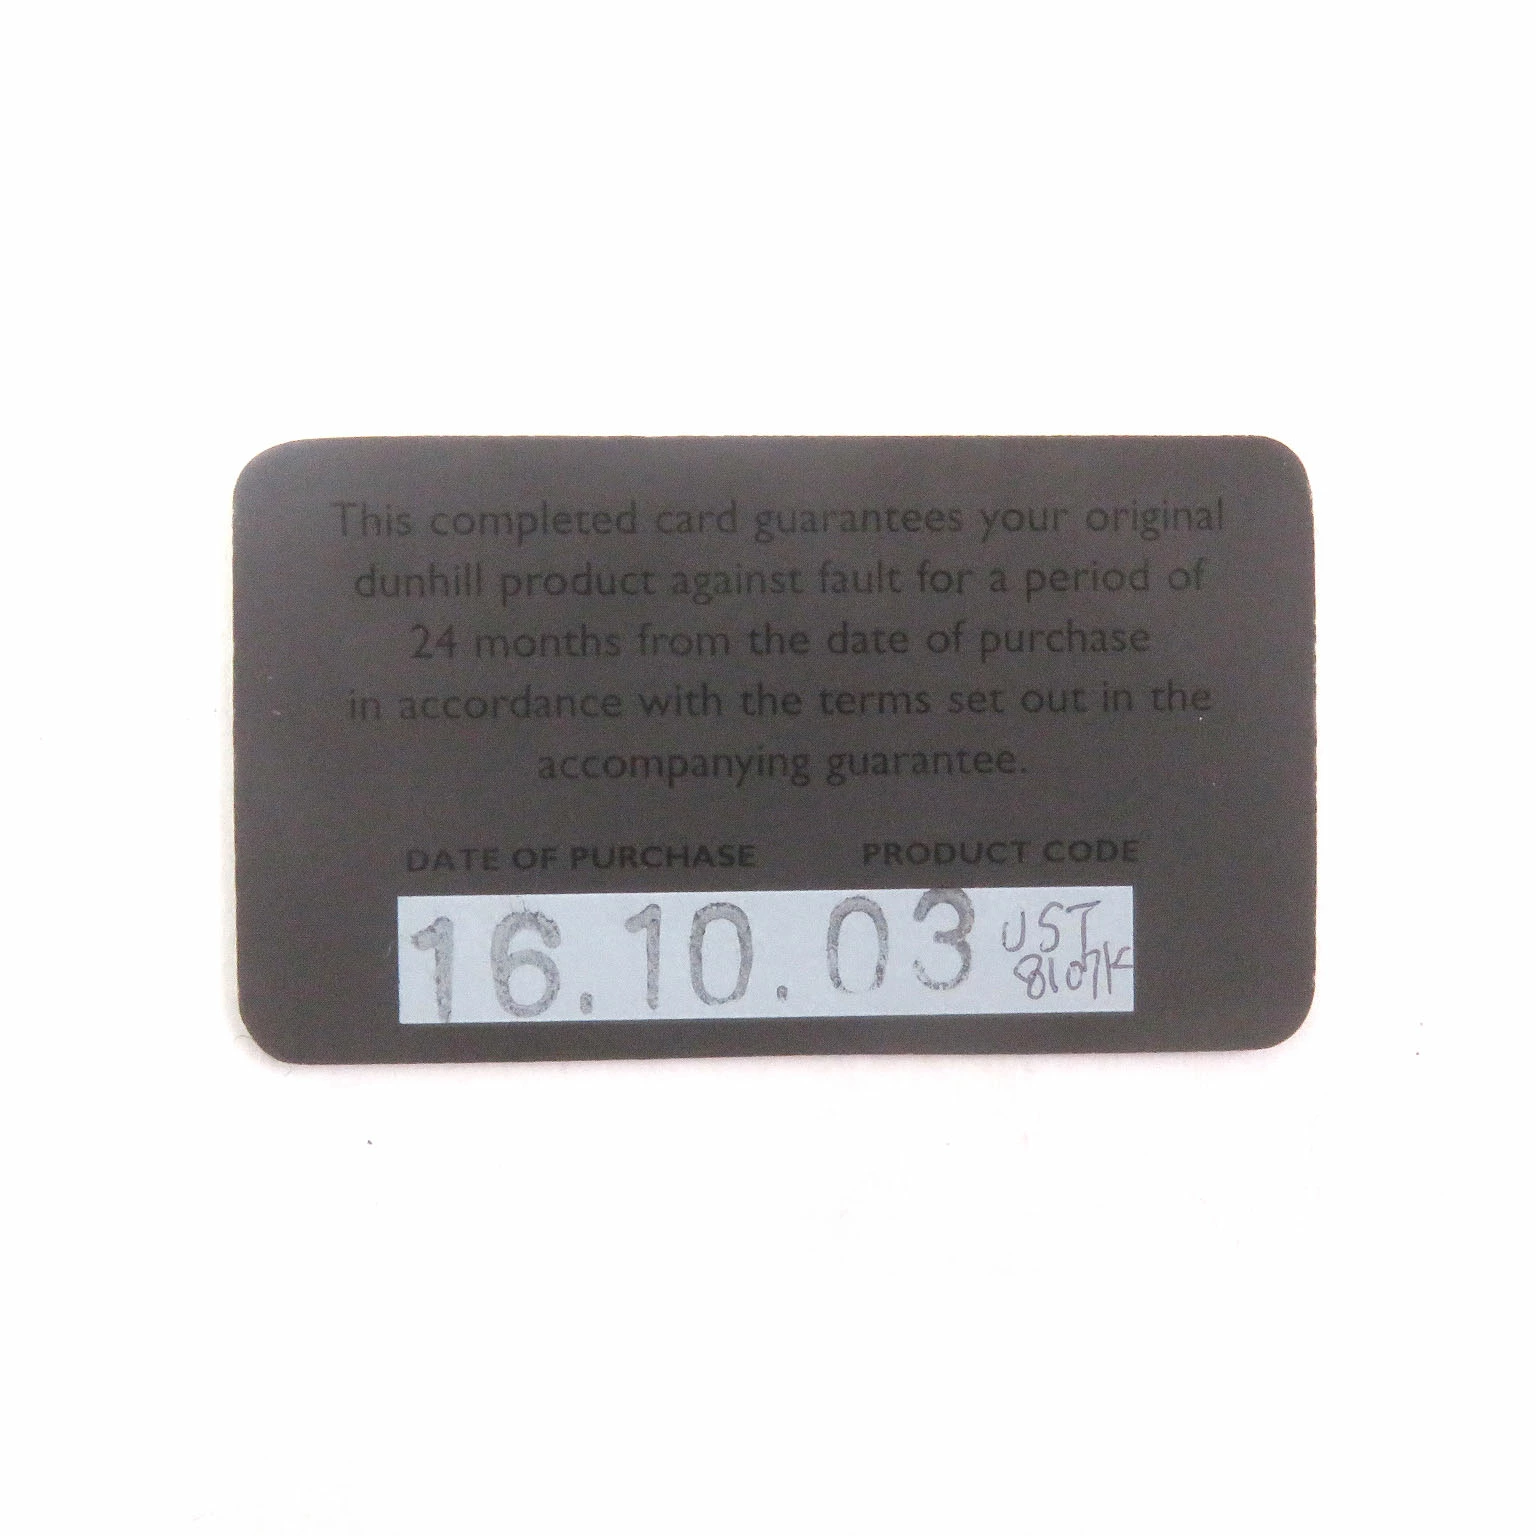 This completed card guarantees your original
dunhill product against fault for a period of
24 months from the date of purchase
in accordance with the terms set out in the
accompanying guarantee.
DATE OF PURCHASE PRODUCT CODE
16.10.03 UST
8107K